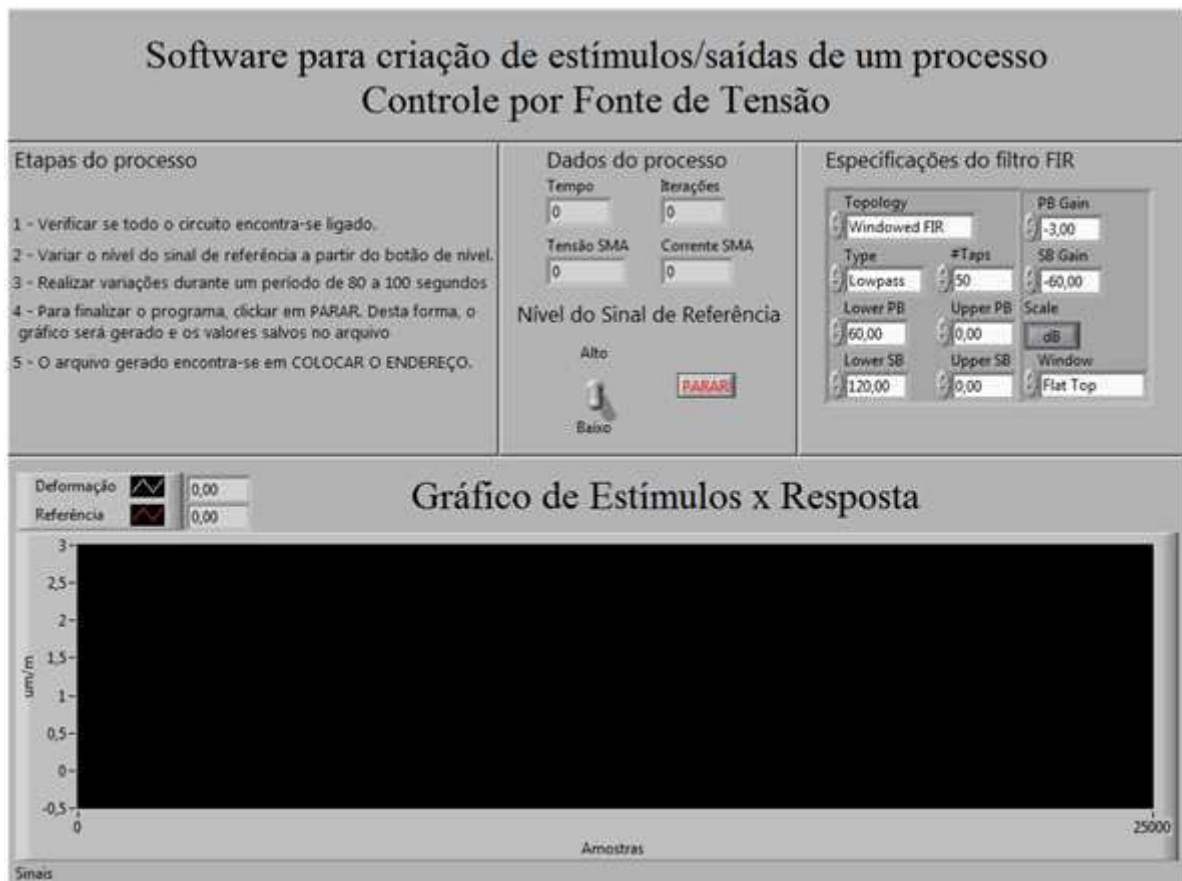 Software para criação de estímulos/saídas de um processo
Controle por Fonte de Tensão
Etapas do processo
1 - Verificar se todo o circuito encontra-se ligado.
2 - Variar o nível do sinal de referência a partir do botão de nível.
3 - Realizar variações durante um período de 80 a 100 segundos
4 - Para finalizar o programa, clickar em PARAR. Desta forma, o
gráfico será gerado e os valores salvos no arquivo
5 - O arquivo gerado encontra-se em COLOCAR O ENDEREÇO.
Dados do processo
Tempo Iterações
0 0
Tensão SMA Corrente SMA
0 0
Nível do Sinal de Referência
Alto
PARAR
Baixo
Especificações do filtro FIR
Topology PB Gain
Windowed FIR -3,00
Type #Taps SB Gain
Lowpass 50 -60,00
Lower PB Upper PB Scale
60,00 0,00 dB
Lower SB Upper SB Window
120,00 0,00 Flat Top
Deformação 0,00
Referência 0,00
Gráfico de Estímulos x Resposta
3
2,5
2
1,5
1
0,5
0
-0,5
um/m
0 25000
Amostras
Sinais